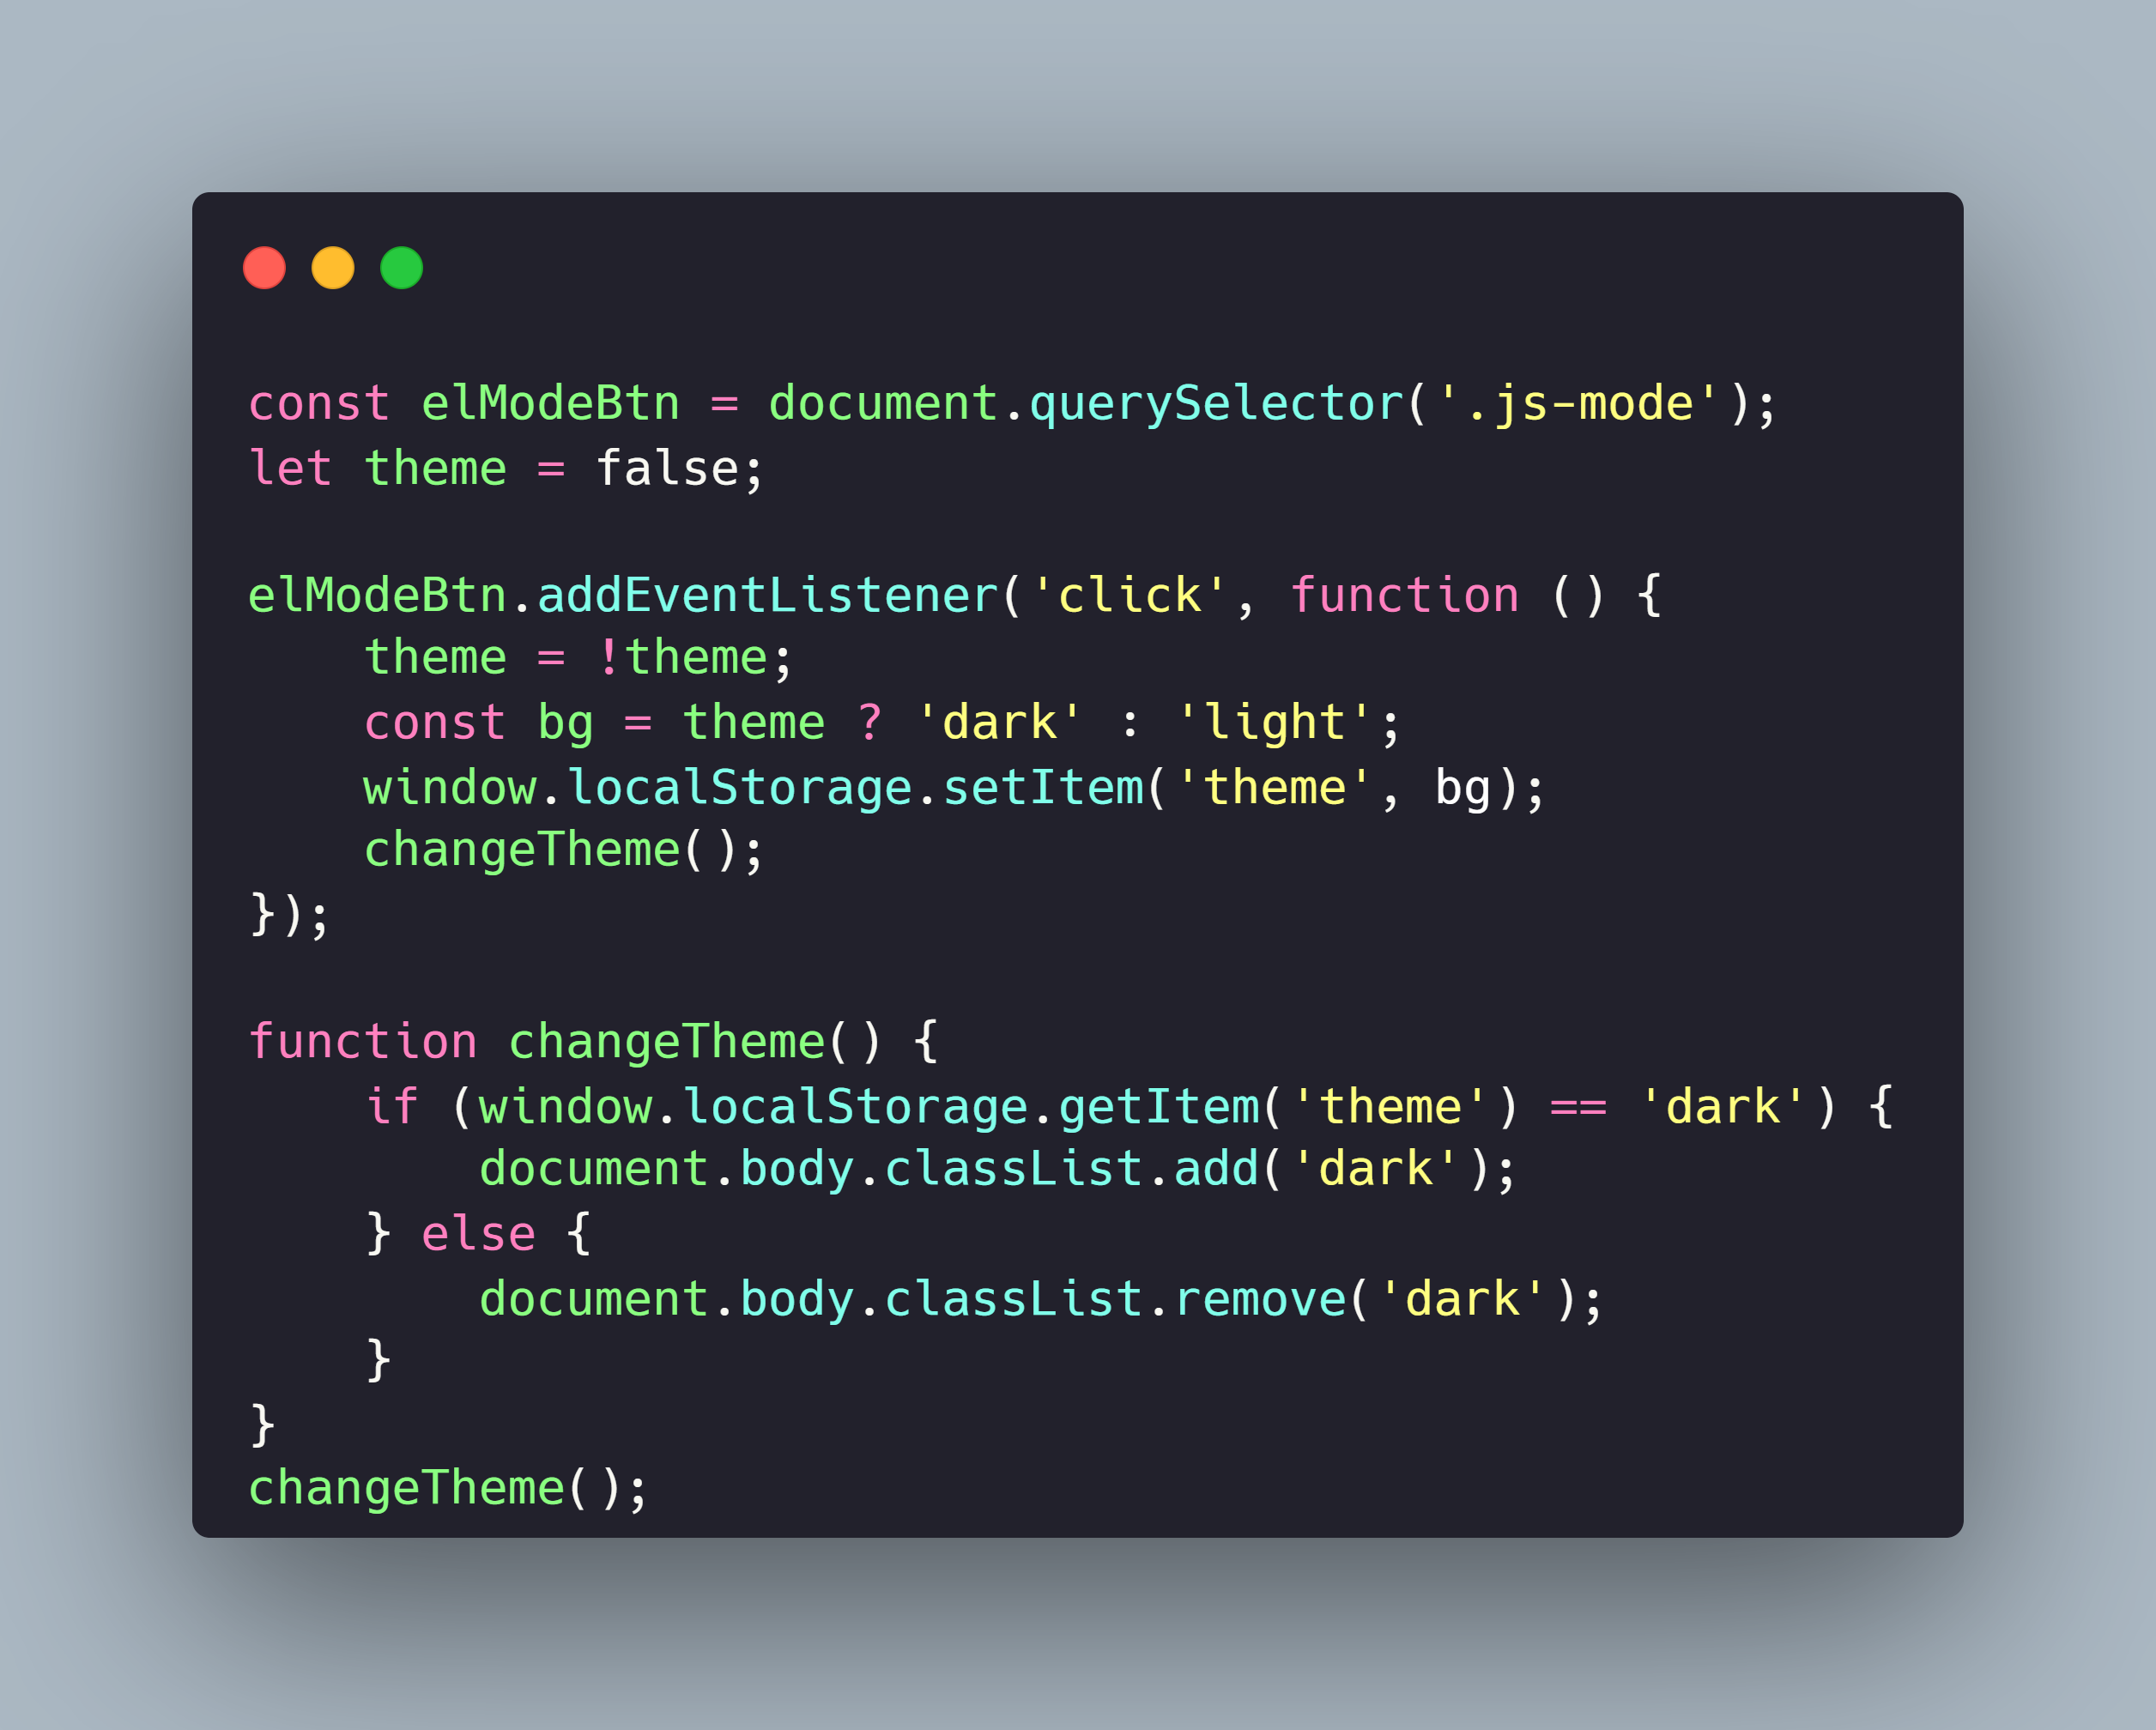 const elModeBtn = document.querySelector('.js-mode');
let theme = false;

elModeBtn.addEventListener('click', function () {
    theme = !theme;
    const bg = theme ? 'dark' : 'light';
    window.localStorage.setItem('theme', bg);
    changeTheme();
});

function changeTheme() {
    if (window.localStorage.getItem('theme') == 'dark') {
        document.body.classList.add('dark');
    } else {
        document.body.classList.remove('dark');
    }
}
changeTheme();